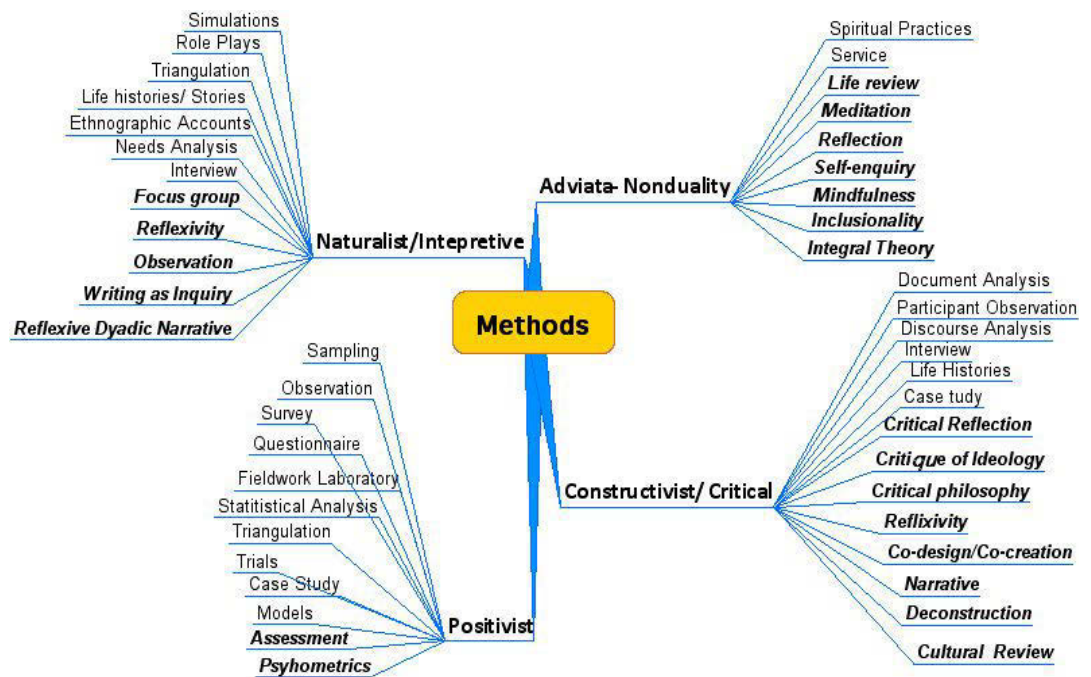 Simulations
Role Plays
Triangulation
Life histories/ Stories
Ethnographic Accounts
Needs Analysis
Interview
Focus group
Reflexivity
Observation
Writing as Inquiry
Reflexive Dyadic Narrative
Naturalist/Intepretive
Spiritual Practices
Service
Life review
Meditation
Reflection
Self-enquiry
Mindfulness
Inclusionality
Integral Theory
Adviata- Nonduality
Methods
Sampling
Observation
Survey
Questionnaire
Fieldwork Laboratory
Statitistical Analysis
Triangulation
Trials
Case Study
Models
Assessment
Psyhometrics
Positivist
Document Analysis
Participant Observation
Discourse Analysis
Interview
Life Histories
Case tudy
Critical Reflection
Critique of Ideology
Critical philosophy
Reflixivity
Co-design/Co-creation
Narrative
Deconstruction
Cultural Review
Constructivist/ Critical